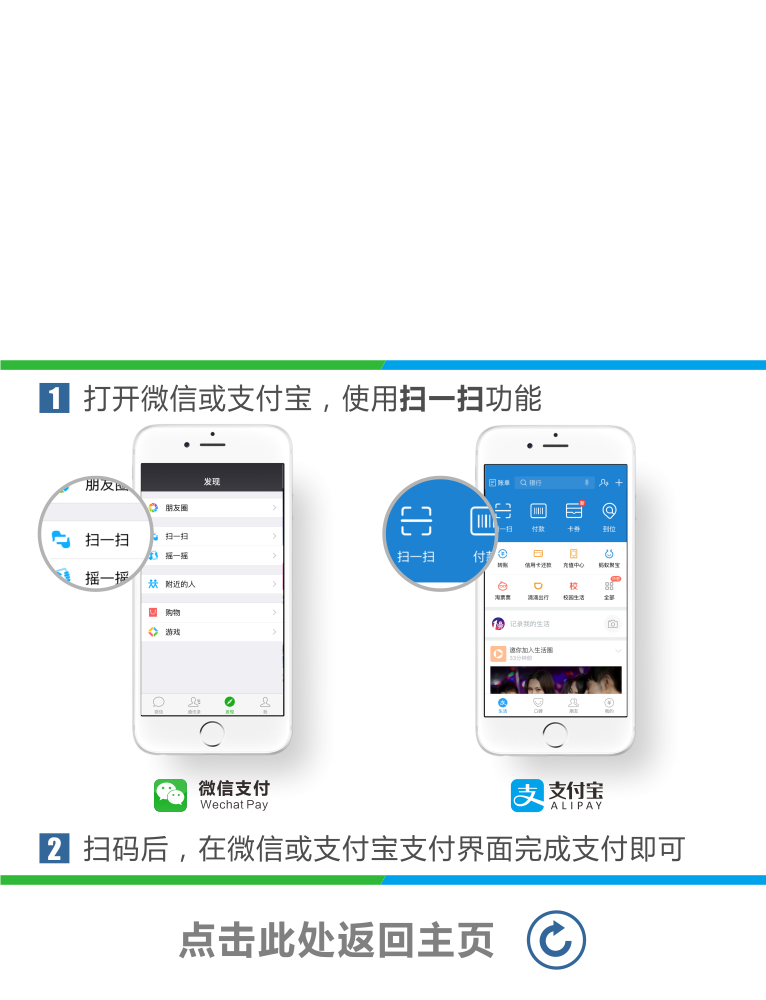 1 打开微信或支付宝，使用扫一扫功能
发现
朋友圈
朋友圈
扫一扫
扫一扫
摇一摇
摇一摇
附近的人
购物
游戏
微信
通讯录
发现
我
账单
银行
扫一扫
付款
一扫
付款
卡券
到位
转账
信用卡还款
充值中心
蚂蚁聚宝
淘票票
滴滴出行
校园生活
全部
校
记录我的生活
邀你加入生活圈
生活
口碑
朋友
我的
微信支付
Wechat Pay
支
支付宝
ALIPAY
2 扫码后，在微信或支付宝支付界面完成支付即可
点击此处返回主页